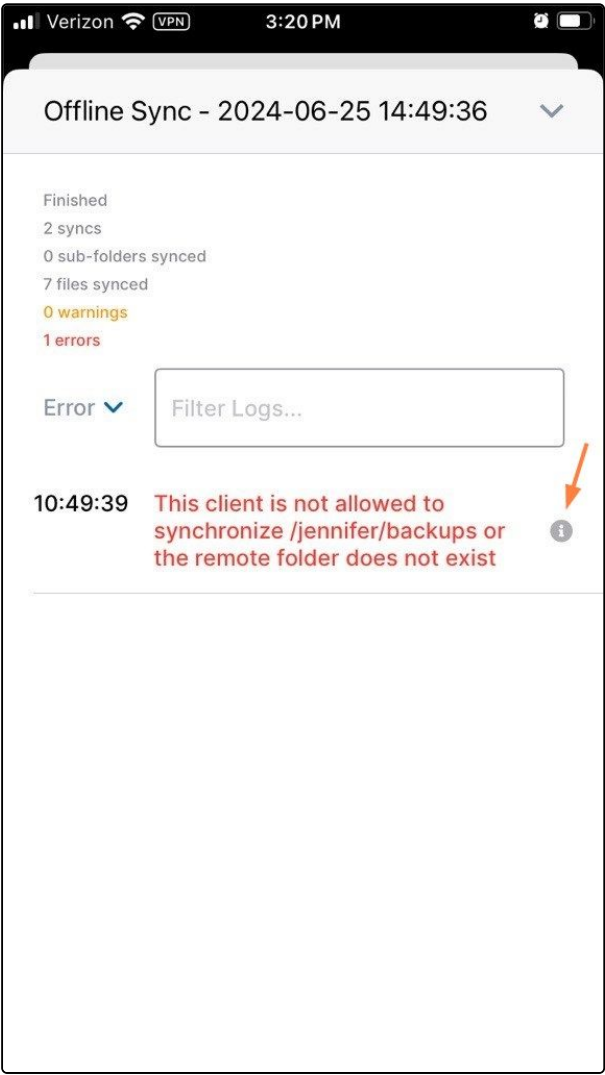 Verizon VPN 3:20 PM
Offline Sync - 2024-06-25 14:49:36
Finished
2 syncs
0 sub-folders synced
7 files synced
0 warnings
1 errors
Error Filter Logs...
10:49:39 This client is not allowed to
synchronize /jennifer/backups or
the remote folder does not exist